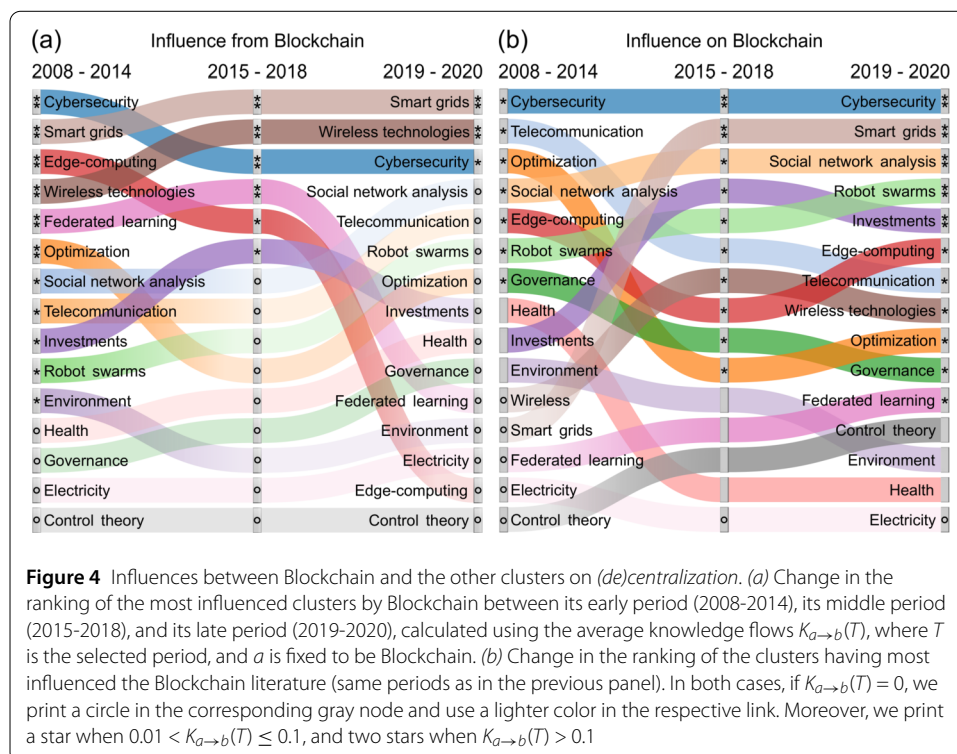 (a)
Influence from Blockchain
2008 - 2014 2015 - 2018 2019 - 2020
Cybersecurity
Smart grids
Edge-computing
Wireless technologies
Federated learning
Optimization
Social network analysis
Telecommunication
Investments
Robot swarms
Environment
Health
Governance
Electricity
Control theory
Smart grids
Wireless technologies
Cybersecurity
Social network analysis
Telecommunication
Robot swarms
Optimization
Investments
Health
Governance
Federated learning
Environment
Electricity
Edge-computing
Control theory
(b)
Influence on Blockchain
2008 - 2014 2015 - 2018 2019 - 2020
Cybersecurity
Telecommunication
Optimization
Social network analysis
Edge-computing
Robot swarms
Governance
Health
Investments
Environment
Wireless
Smart grids
Federated learning
Electricity
Control theory
Cybersecurity
Smart grids
Social network analysis
Robot swarms
Investments
Edge-computing
Telecommunication
Wireless technologies
Optimization
Governance
Federated learning
Control theory
Environment
Health
Electricity
Figure 4 Influences between Blockchain and the other clusters on (de)centralization. (a) Change in the
ranking of the most influenced clusters by Blockchain between its early period (2008-2014), its middle period
(2015-2018), and its late period (2019-2020), calculated using the average knowledge flows Kₐ→b(T), where T
is the selected period, and a is fixed to be Blockchain. (b) Change in the ranking of the clusters having most
influenced the Blockchain literature (same periods as in the previous panel). In both cases, if Kₐ→b(T) = 0, we
print a circle in the corresponding gray node and use a lighter color in the respective link. Moreover, we print
a star when 0.01 < Kₐ→b(T) ≤ 0.1, and two stars when Kₐ→b(T) > 0.1